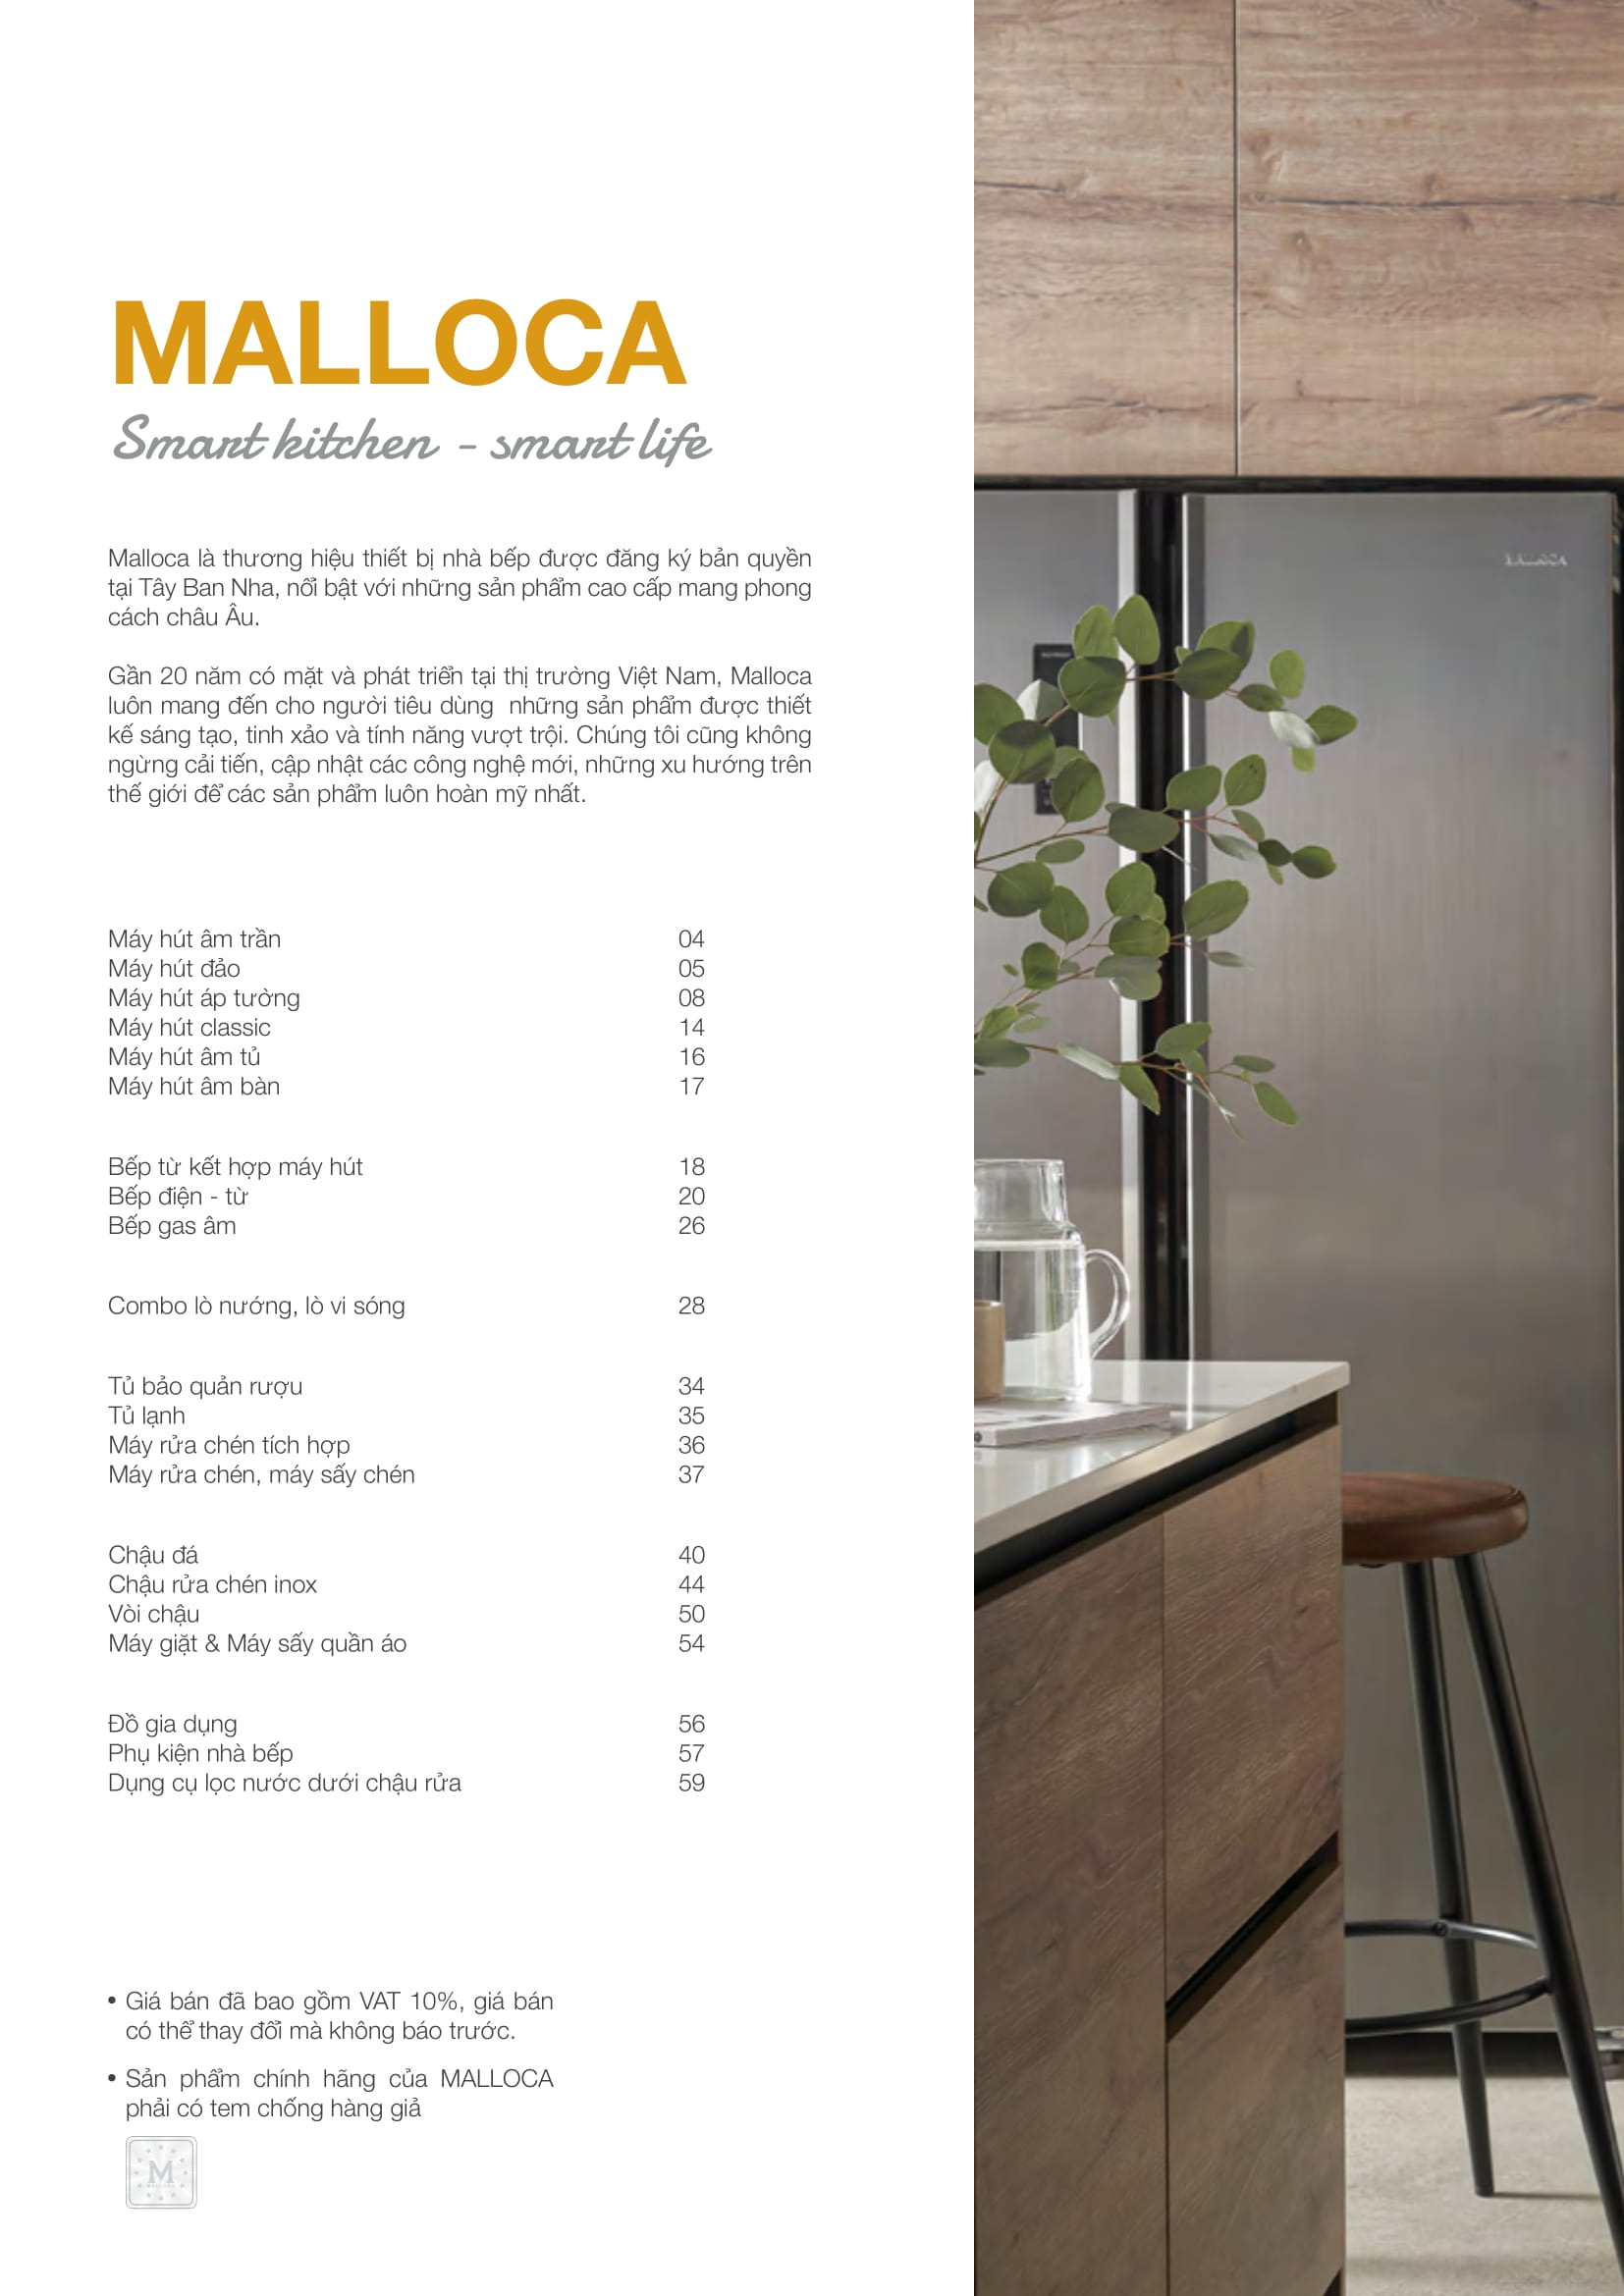 MALLOCA
Smart kitchen - smart life
Malloca là thương hiệu thiết bị nhà bếp được đăng ký bản quyền
tại Tây Ban Nha, nổi bật với những sản phẩm cao cấp mang phong
cách châu Âu.
Gần 20 năm có mặt và phát triển tại thị trường Việt Nam, Malloca
luôn mang đến cho người tiêu dùng những sản phẩm được thiết
kế sáng tạo, tinh xảo và tính năng vượt trội. Chúng tôi cũng không
ngừng cải tiến, cập nhật các công nghệ mới, những xu hướng trên
thế giới để các sản phẩm luôn hoàn mỹ nhất.
Máy hút âm trần 04
Máy hút đảo 05
Máy hút áp tường 08
Máy hút classic 14
Máy hút âm tủ 16
Máy hút âm bàn 17
Bếp từ kết hợp máy hút 18
Bếp điện - từ 20
Bếp gas âm 26
Combo lò nướng, lò vi sóng 28
Tủ bảo quản rượu 34
Tủ lạnh 35
Máy rửa chén tích hợp 36
Máy rửa chén, máy sấy chén 37
Chậu đá 40
Chậu rửa chén inox 44
Vòi chậu 50
Máy giặt & Máy sấy quần áo 54
Đồ gia dụng 56
Phụ kiện nhà bếp 57
Dụng cụ lọc nước dưới chậu rửa 59
• Giá bán đã bao gồm VAT 10%, giá bán
có thể thay đổi mà không báo trước.
• Sản phẩm chính hãng của MALLOCA
phải có tem chống hàng giả
M
MALLOCA